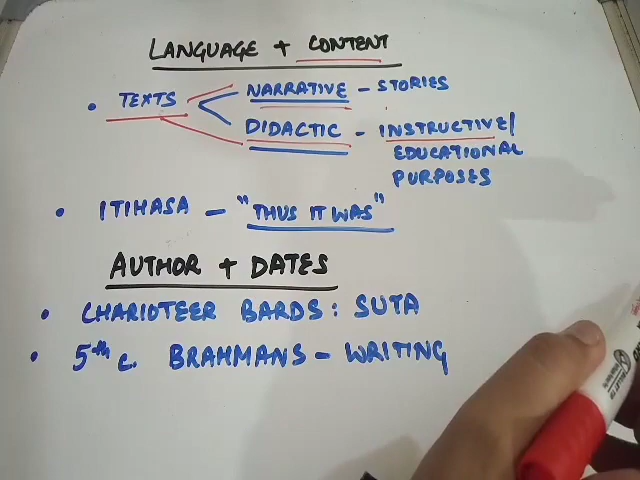 LANGUAGE + CONTENT
• TEXTS NARRATIVE - STORIES
DIDACTIC - INSTRUCTIVE/
EDUCATIONAL
PURPOSES
• ITIHASA - "THUS IT WAS"
AUTHOR + DATES
• CHARIOTEER BARDS: SUTA
• 5th c. BRAHMANS - WRITING